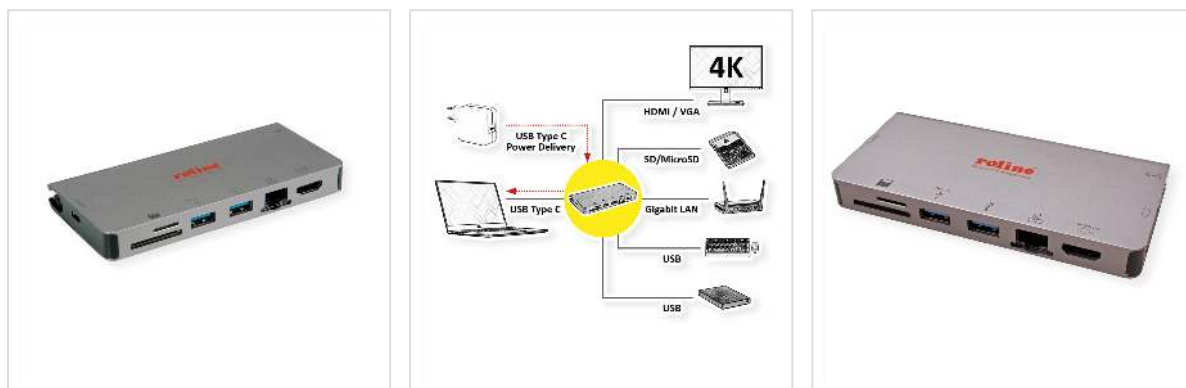 roline
4K
HDMI / VGA
USB Type C
Power Delivery
SD/MicroSD
USB Type C
Gigabit LAN
USB
USB
roline